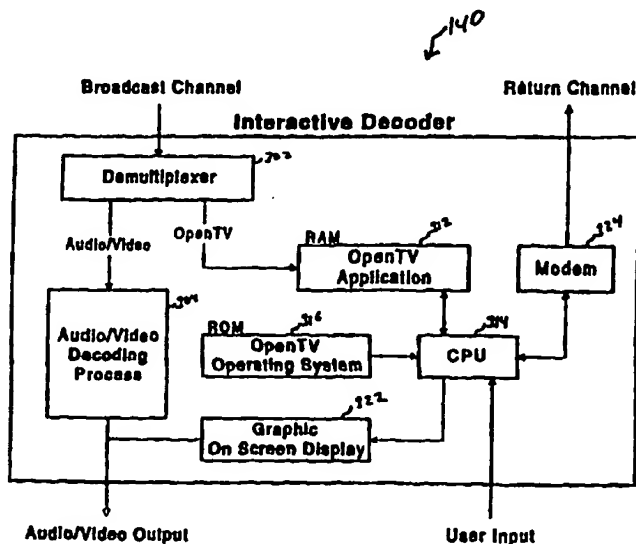 140
Broadcast Channel
Return Channel
Interactive Decoder
302
Demultiplexer
Audio/Video
OpenTV
RAM
312
OpenTV
Application
324
Modem
304
Audio/Video
Decoding
Process
ROM
316
OpenTV
Operating System
314
CPU
322
Graphic
On Screen Display
Audio/Video Output
User Input